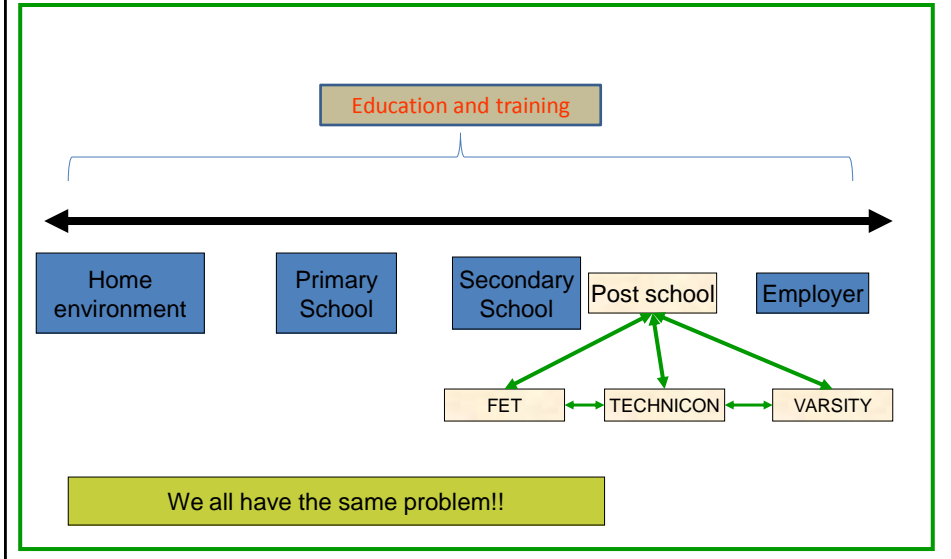 Education and training
Home
environment
Primary
School
Secondary
School
Post school
Employer
FET
TECHNICON
VARSITY
We all have the same problem!!